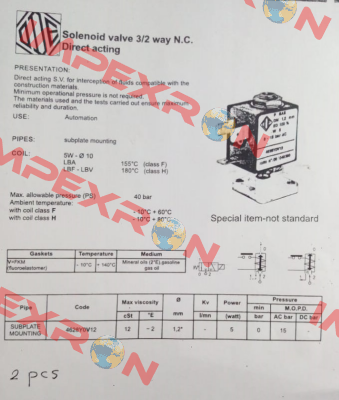 ODE
Solenoid valve 3/2 way N.C.
Direct acting
PRESENTATION:
Direct acting S.V. for interception of fluids compatible with the
construction materials.
Minimum operational pressure is not required.
The materials used and the tests carried out ensure maximum
reliability and duration.
USE: Automation
PIPES: subplate mounting
COIL: 5W - Ø 10
LBA 155°C (class F)
LBF - LBV 180°C (class H)
Max. allowable pressure (PS) 40 bar
Ambient temperature:
with coil class F - 10°C + 60°C
with coil class H - 10°C + 80°C
Special item-not standard
Gaskets Temperature Medium
V=FKM
(fluoroelastomer) - 10°C + 140°C Mineral oils (2°E),gasoline
gas oil
Pipe Code Max viscosity Ø Kv Power Pressure
cSt °E mm l/mn (watt) min M.O.P.D.
bar AC bar DC bar
SUBPLATE
MOUNTING 12 ~ 2 1,2* - 5 0 15 -
2 pcs
APEXRON
APEXRON
APEXRON